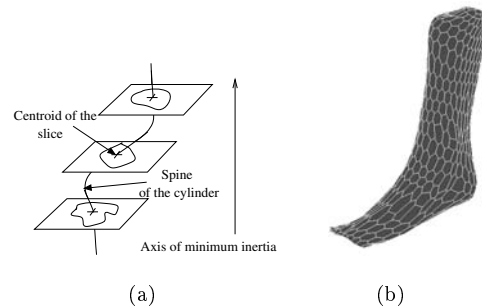 Centroid of the
slice
Spine
of the cylinder
Axis of minimum inertia
(a)
(b)